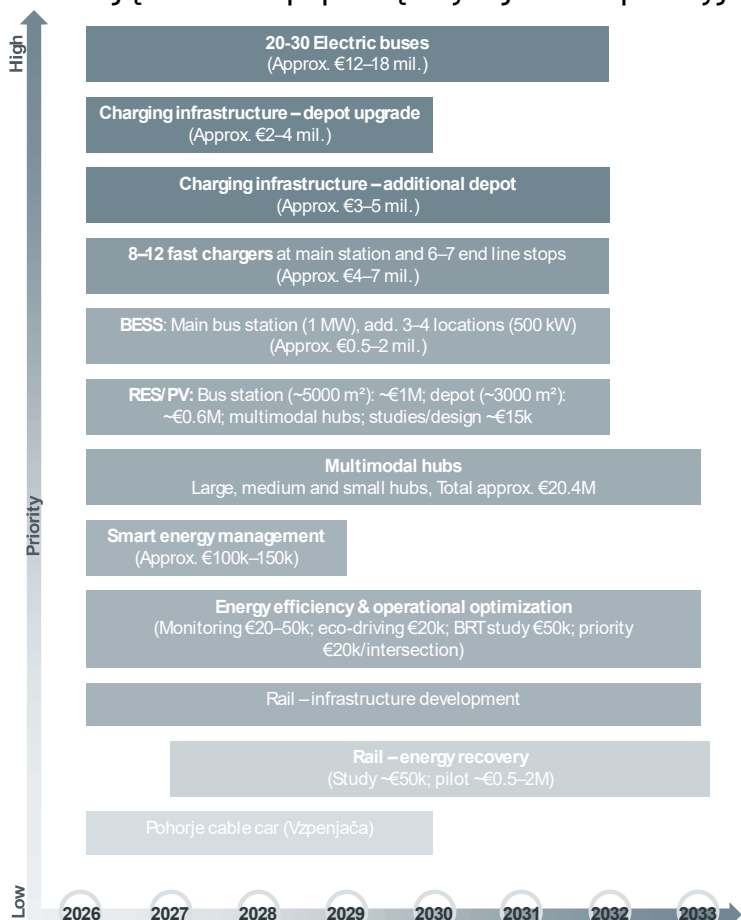 High
20-30 Electric buses
(Approx. €12–18 mil.)
Charging infrastructure – depot upgrade
(Approx. €2–4 mil.)
Charging infrastructure – additional depot
(Approx. €3–5 mil.)
8–12 fast chargers at main station and 6–7 end line stops
(Approx. €4–7 mil.)
BESS: Main bus station (1 MW), add. 3–4 locations (500 kW)
(Approx. €0.5–2 mil.)
RES/PV: Bus station (~5000 m²): ~€1M; depot (~3000 m²):
~€0.6M; multimodal hubs; studies/design ~€15k
Multimodal hubs
Large, medium and small hubs, Total approx. €20.4M
Priority
Smart energy management
(Approx. €100k–150k)
Energy efficiency & operational optimization
(Monitoring €20–50k; eco-driving €20k; BRT study €50k; priority
€20k/intersection)
Rail – infrastructure development
Rail – energy recovery
(Study ~€50k; pilot ~€0.5–2M)
Pohorje cable car (Vzpenjača)
Low
2026 2027 2028 2029 2030 2031 2032 2033